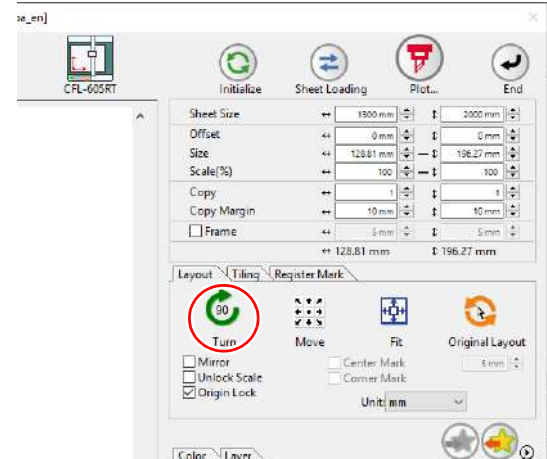 pa_en]
CFL-605RT
Initialize
Sheet Loading
Plot...
End
Sheet Size 1300 mm 2000 mm
Offset 0 mm 0 mm
Size 128.81 mm 196.27 mm
Scale(%) 100 100
Copy 1 1
Copy Margin 10 mm 10 mm
Frame 5 mm 5 mm
128.81 mm 196.27 mm
Layout Tiling Register Mark
90
Turn Move Fit Original Layout
Mirror Center Mark 5 mm
Unlock Scale Corner Mark
Origin Lock
Unit: mm
Color Layer